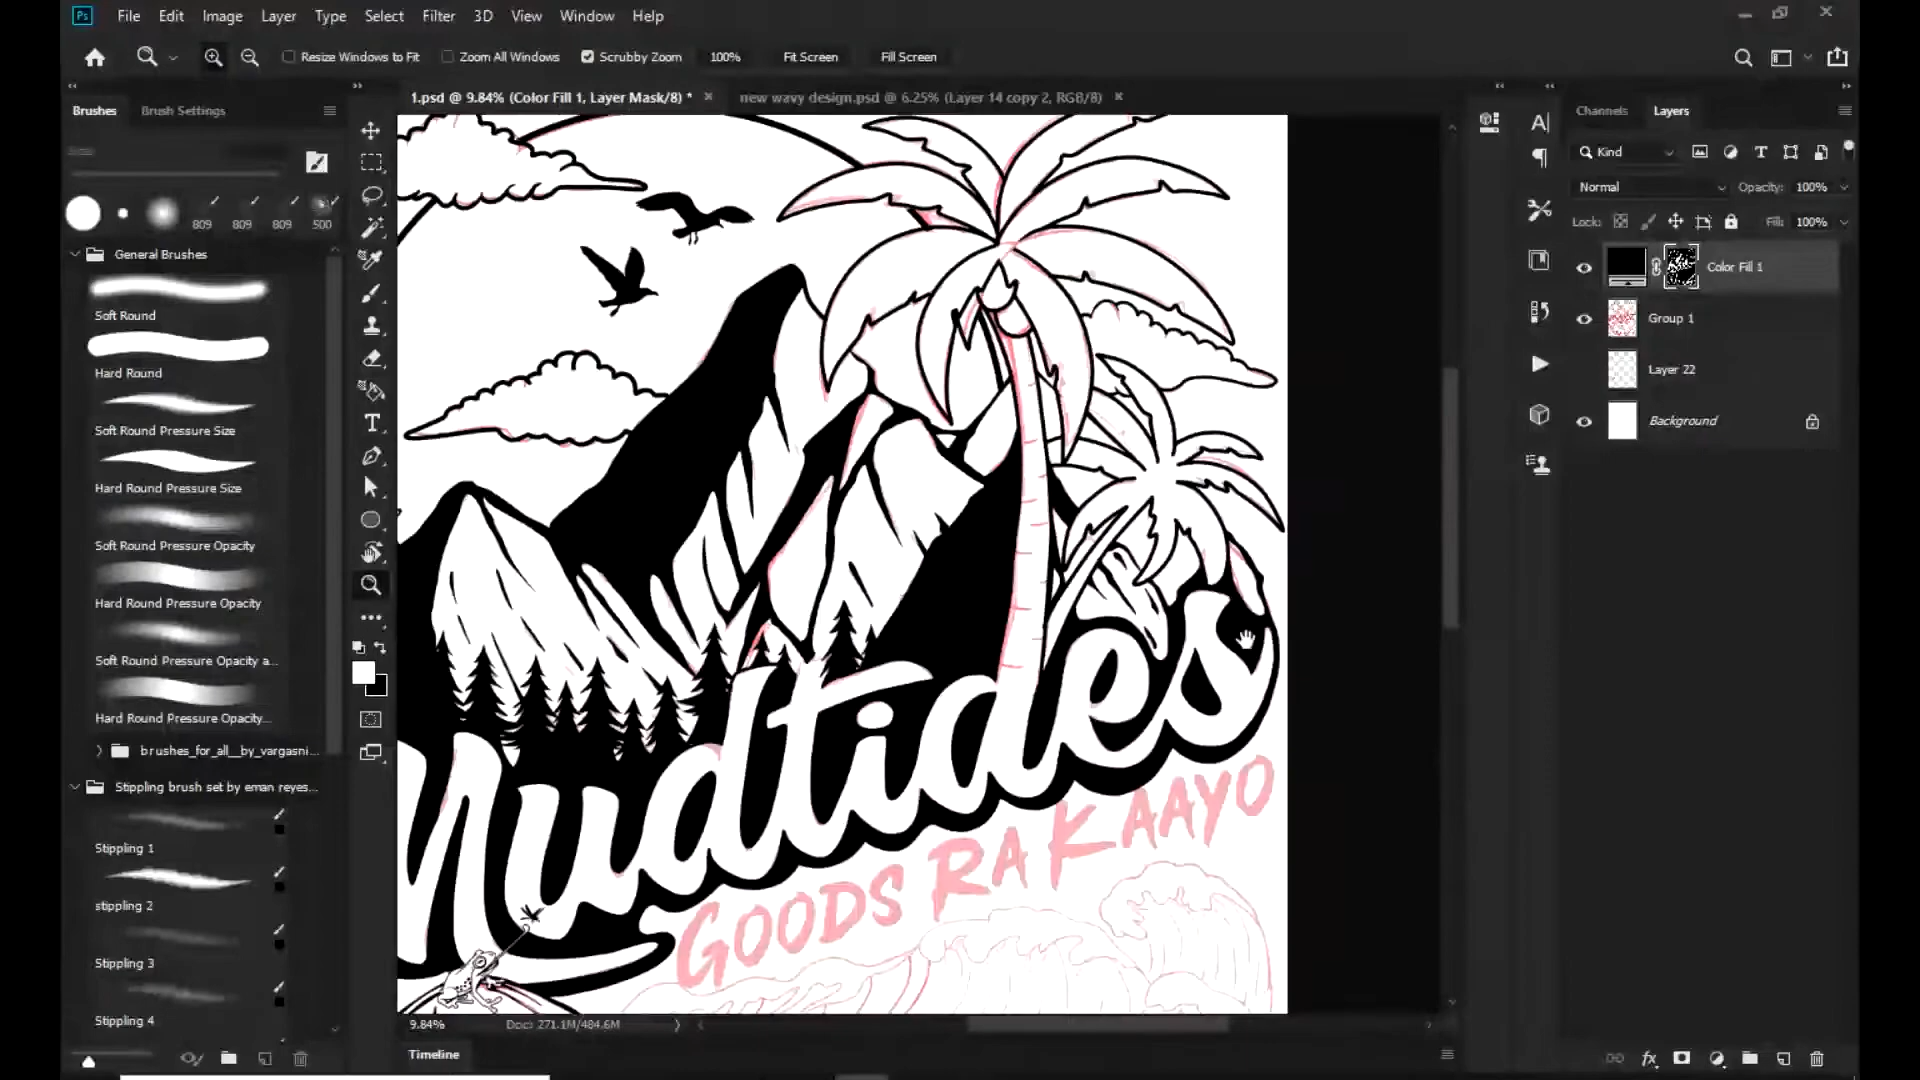 Ps File Edit Image Layer Type Select Filter 3D View Window Help
Resize Windows to Fit Zoom All Windows Scrubby Zoom 100% Fit Screen Fill Screen
Brushes Brush Settings
1.psd @ 9.84% (Color Fill 1, Layer Mask/8) *
new wavy design.psd @ 6.25% (Layer 14 copy 2, RGB/8)
809 809 809 500
General Brushes
Soft Round
Hard Round
Soft Round Pressure Size
Hard Round Pressure Size
Soft Round Pressure Opacity
Hard Round Pressure Opacity
Soft Round Pressure Opacity a...
Hard Round Pressure Opacity...
brushes_for_all__by_vargasni...
Stippling brush set by eman reyes...
Stippling 1
stippling 2
Stippling 3
Stippling 4
udtides
GOODS RA KAAYO
9.84% Doc: 271.1M/484.6M
Timeline
Channels Layers
Kind
Normal Opacity: 100%
Lock: Fill: 100%
Color Fill 1
Group 1
Layer 22
Background